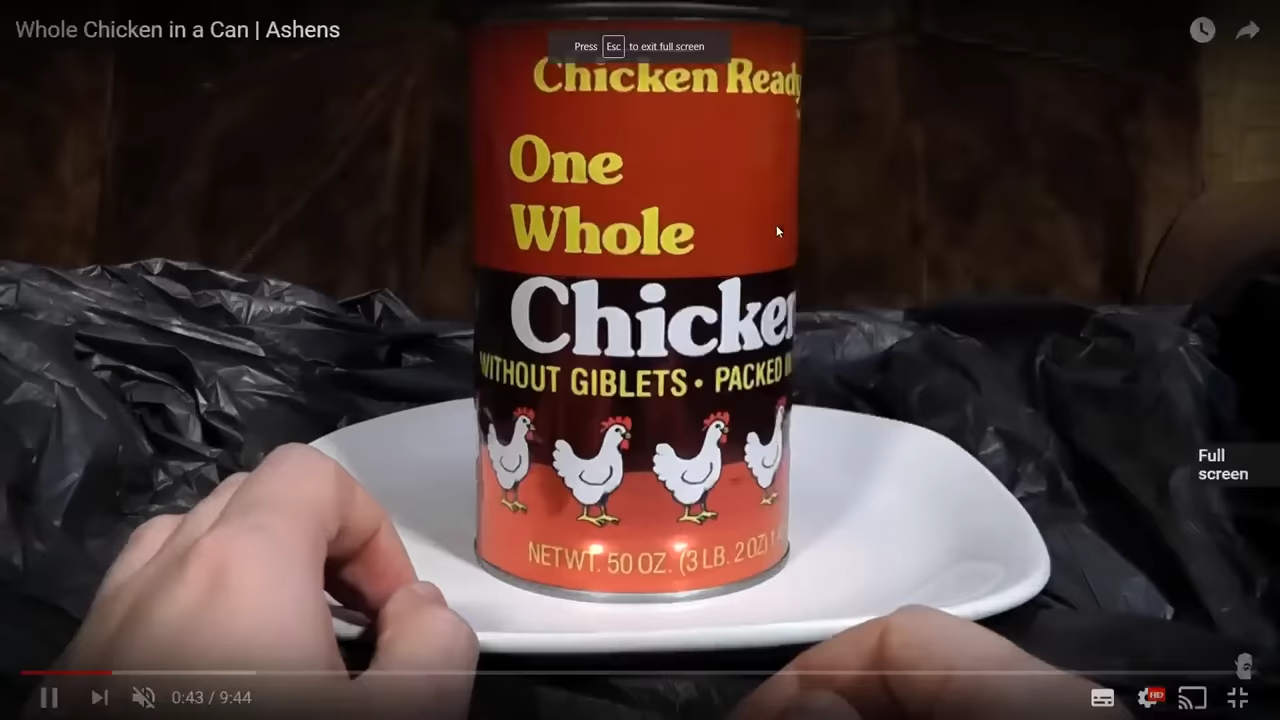 Whole Chicken in a Can | Ashens
Press Esc to exit full screen
Chicken Ready
One
Whole
Chicken
WITHOUT GIBLETS • PACKED
Full
screen
NET WT. 50 OZ. (3 LB. 2 OZ)
0:43 / 9:44
HD